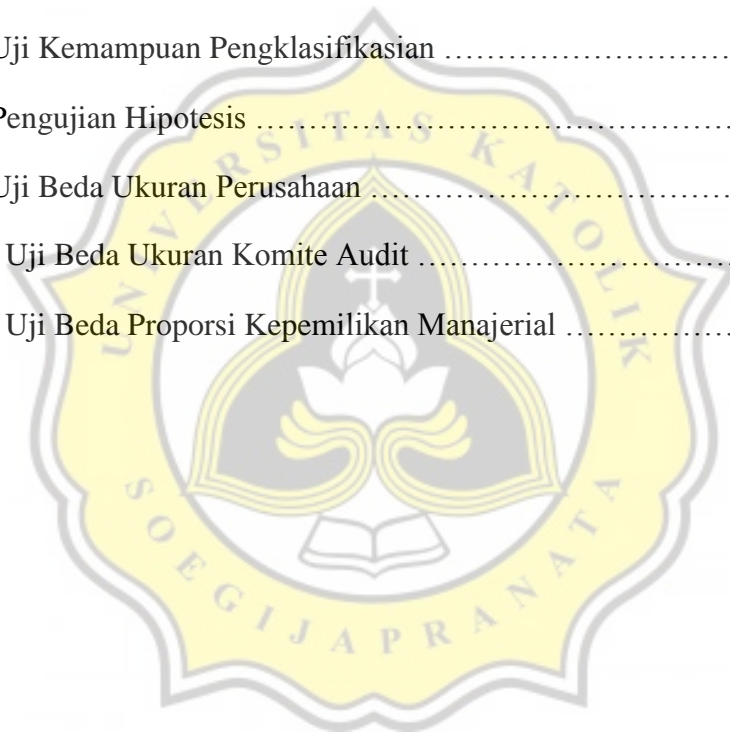 Uji Kemampuan Pengklasifikasian ……………………
Pengujian Hipotesis ……………………………………
Uji Beda Ukuran Perusahaan ……………………………
Uji Beda Ukuran Komite Audit …………………………
Uji Beda Proporsi Kepemilikan Manajerial ……………
UNIVERSITAS KATOLIK
SOEGIJAPRANATA